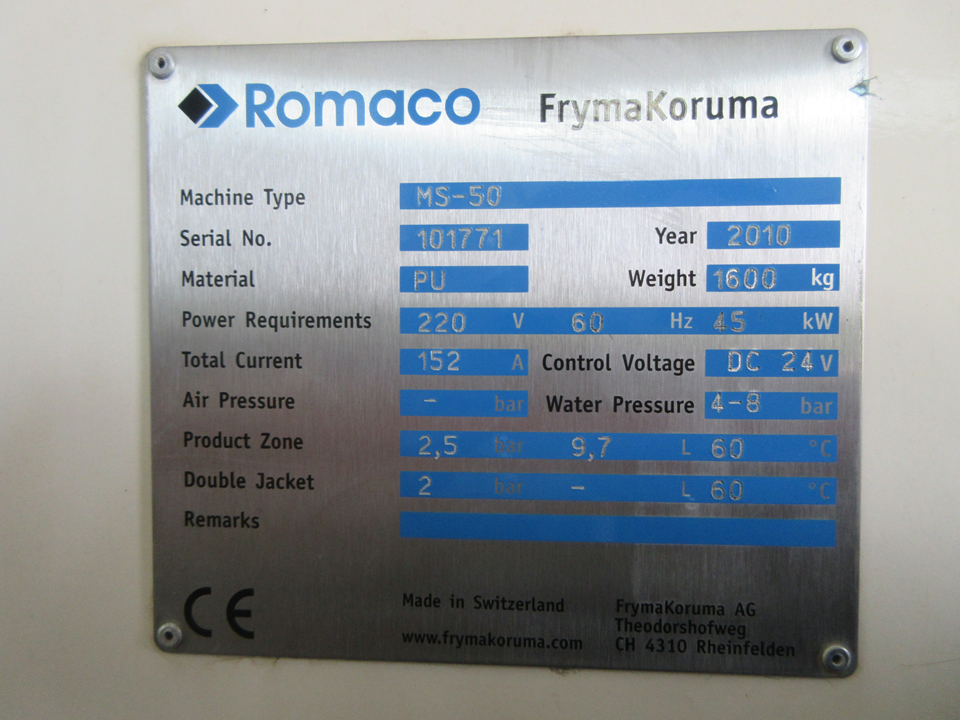 Romaco FrymaKoruma
Machine Type MS-50
Serial No. 101771 Year 2010
Material PU Weight 1600 kg
Power Requirements 220 V 60 Hz 45 kW
Total Current 152 A Control Voltage DC 24 V
Air Pressure - bar Water Pressure 4-8 bar
Product Zone 2,5 bar 9,7 L 60 °C
Double Jacket 2 bar - L 60 °C
Remarks
CE
Made in Switzerland FrymaKoruma AG
Theodorshofweg
www.frymakoruma.com CH 4310 Rheinfelden